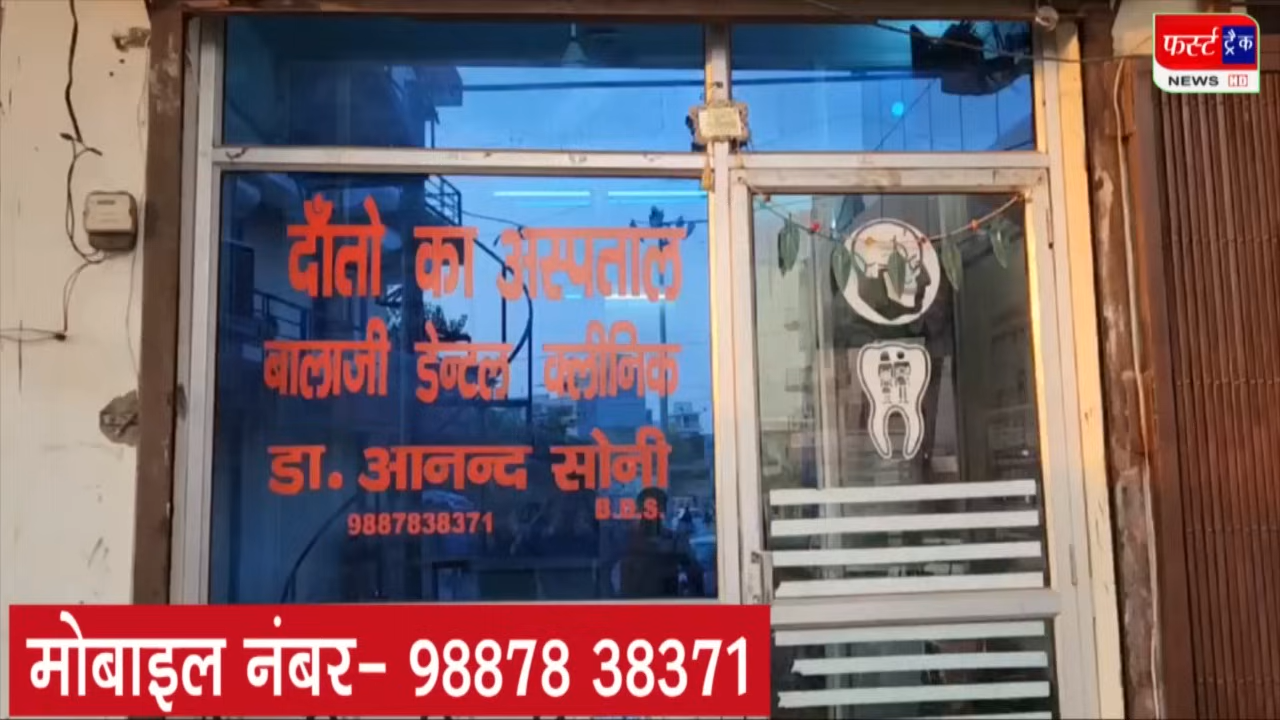 फर्स्ट ट्रैक
NEWS HD
दाँतो का अस्पताल
बालाजी डेन्टल क्लीनिक
डा. आनन्द सोनी
B.D.S.
9887838371
मोबाइल नंबर- 98878 38371